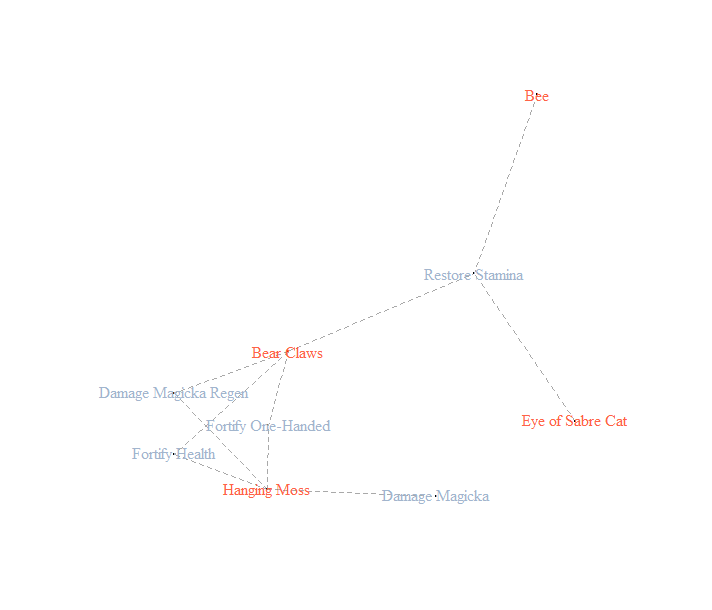 Bee
Restore Stamina
Bear Claws
Damage Magicka Regen
Eye of Sabre Cat
Fortify One-Handed
Fortify Health
Hanging Moss
Damage Magicka